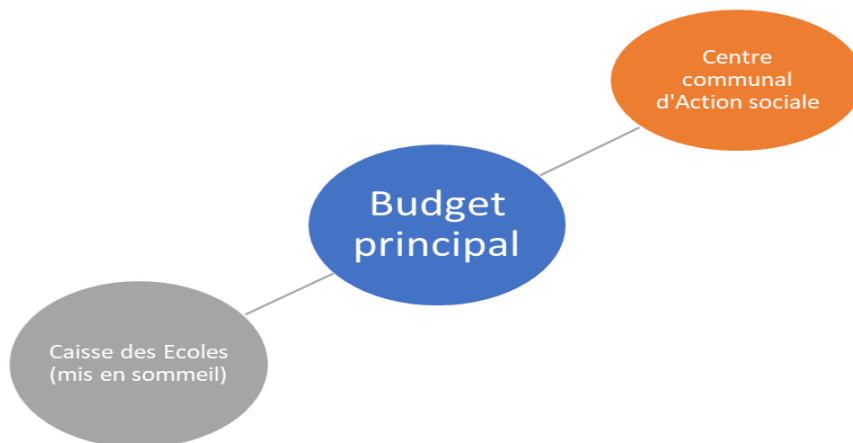 Centre
communal
d'Action sociale
Budget
principal
Caisse des Ecoles
(mis en sommeil)